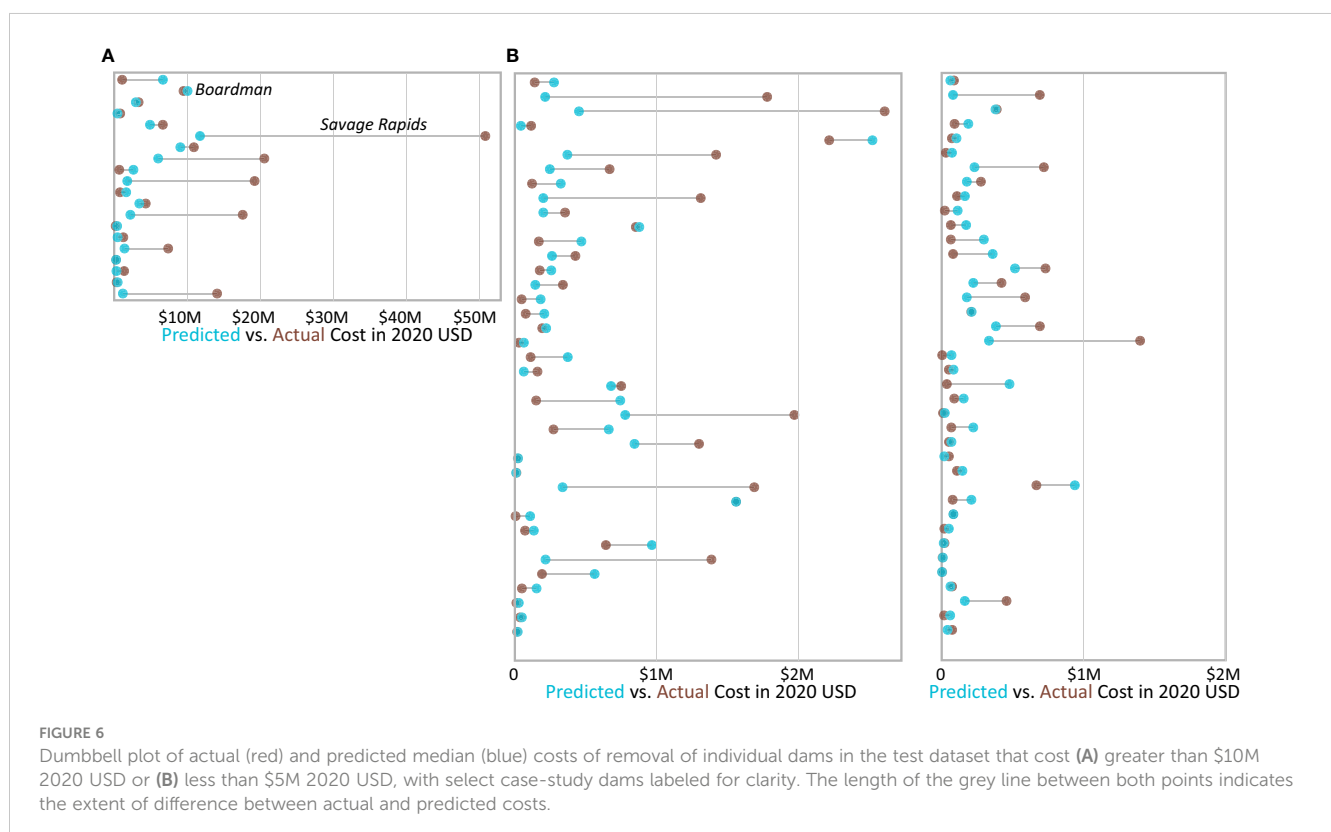 A
B
Boardman
Savage Rapids
$10M $20M $30M $40M $50M
Predicted vs. Actual Cost in 2020 USD
0 $1M $2M
Predicted vs. Actual Cost in 2020 USD
0 $1M $2M
Predicted vs. Actual Cost in 2020 USD
FIGURE 6
Dumbbell plot of actual (red) and predicted median (blue) costs of removal of individual dams in the test dataset that cost (A) greater than $10M
2020 USD or (B) less than $5M 2020 USD, with select case-study dams labeled for clarity. The length of the grey line between both points indicates
the extent of difference between actual and predicted costs.